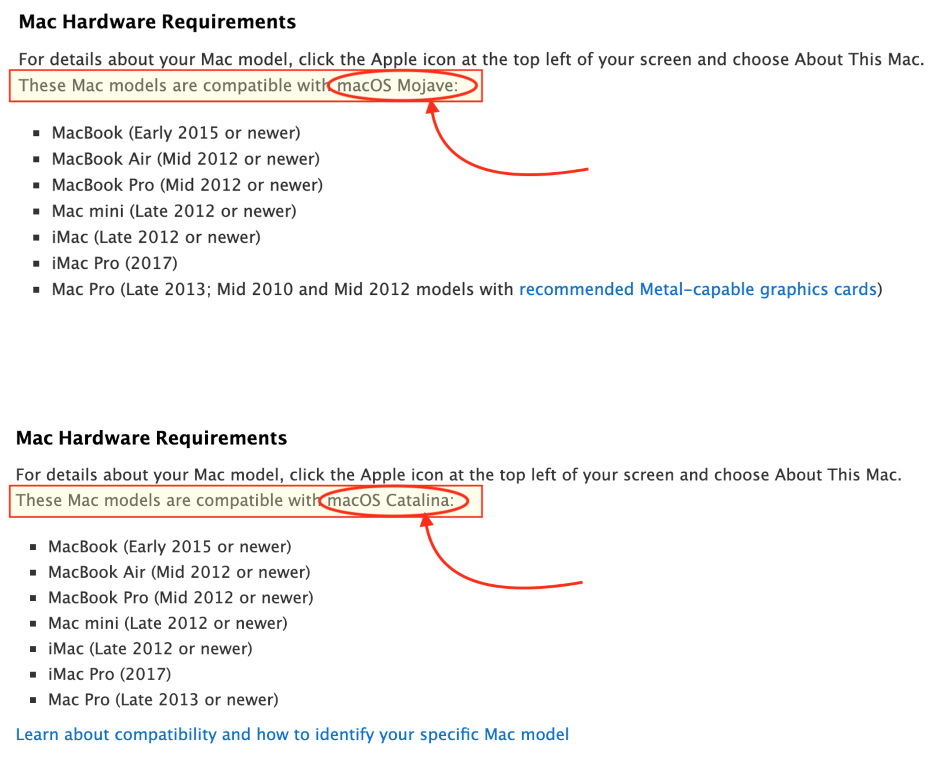 Mac Hardware Requirements
For details about your Mac model, click the Apple icon at the top left of your screen and choose About This Mac.
These Mac models are compatible with macOS Mojave:
▪ MacBook (Early 2015 or newer)
▪ MacBook Air (Mid 2012 or newer)
▪ MacBook Pro (Mid 2012 or newer)
▪ Mac mini (Late 2012 or newer)
▪ iMac (Late 2012 or newer)
▪ iMac Pro (2017)
▪ Mac Pro (Late 2013; Mid 2010 and Mid 2012 models with recommended Metal-capable graphics cards)
Mac Hardware Requirements
For details about your Mac model, click the Apple icon at the top left of your screen and choose About This Mac.
These Mac models are compatible with macOS Catalina:
▪ MacBook (Early 2015 or newer)
▪ MacBook Air (Mid 2012 or newer)
▪ MacBook Pro (Mid 2012 or newer)
▪ Mac mini (Late 2012 or newer)
▪ iMac (Late 2012 or newer)
▪ iMac Pro (2017)
▪ Mac Pro (Late 2013 or newer)
Learn about compatibility and how to identify your specific Mac model